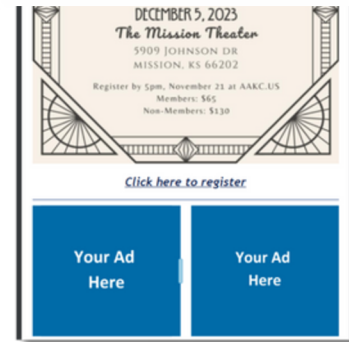 DECEMBER 5, 2023
The Mission Theater
5909 JOHNSON DR
MISSION, KS 66202
Register by 5pm, November 21 at AAKC.US
Members: $65
Non-Members: $130
Click here to register
Your Ad
Here
Your Ad
Here